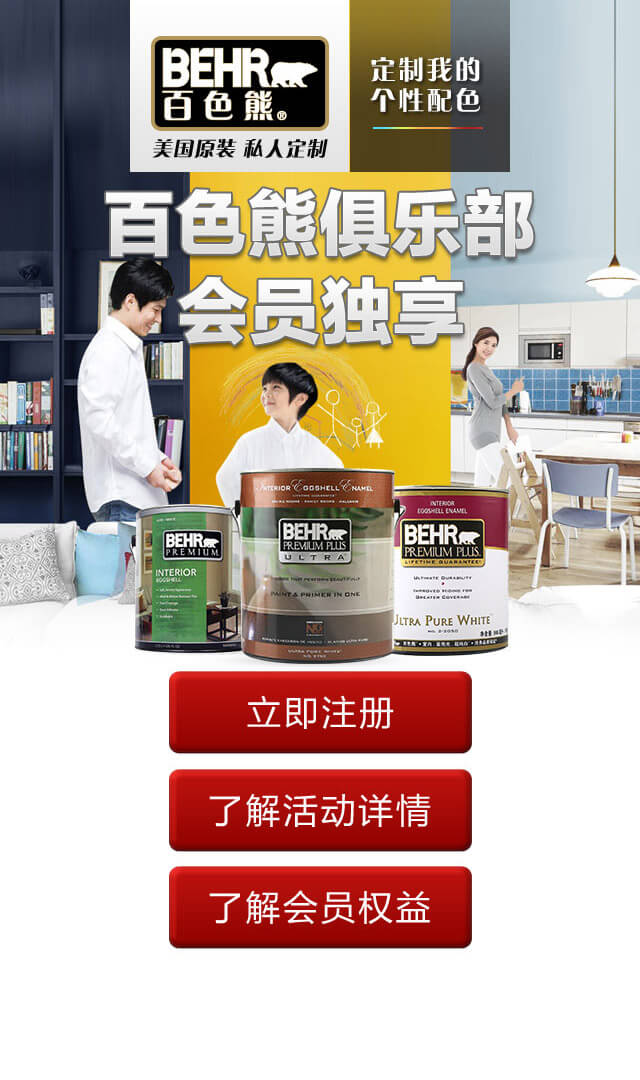 BEHR
百色熊®
美国原装 私人定制
定制我的
个性配色
百色熊俱乐部
会员独享
BEHR
PREMIUM
INTERIOR
EGGSHELL
INTERIOR EGGSHELL ENAMEL
BEHR
PREMIUM PLUS
ULTRA
PAINT & PRIMER IN ONE
INTERIOR
EGGSHELL ENAMEL
BEHR
PREMIUM PLUS
LIFETIME GUARANTEE
ULTIMATE DURABILITY
IMPROVED HIDING FOR
GREATER COVERAGE
ULTRA PURE WHITE™
立即注册
了解活动详情
了解会员权益